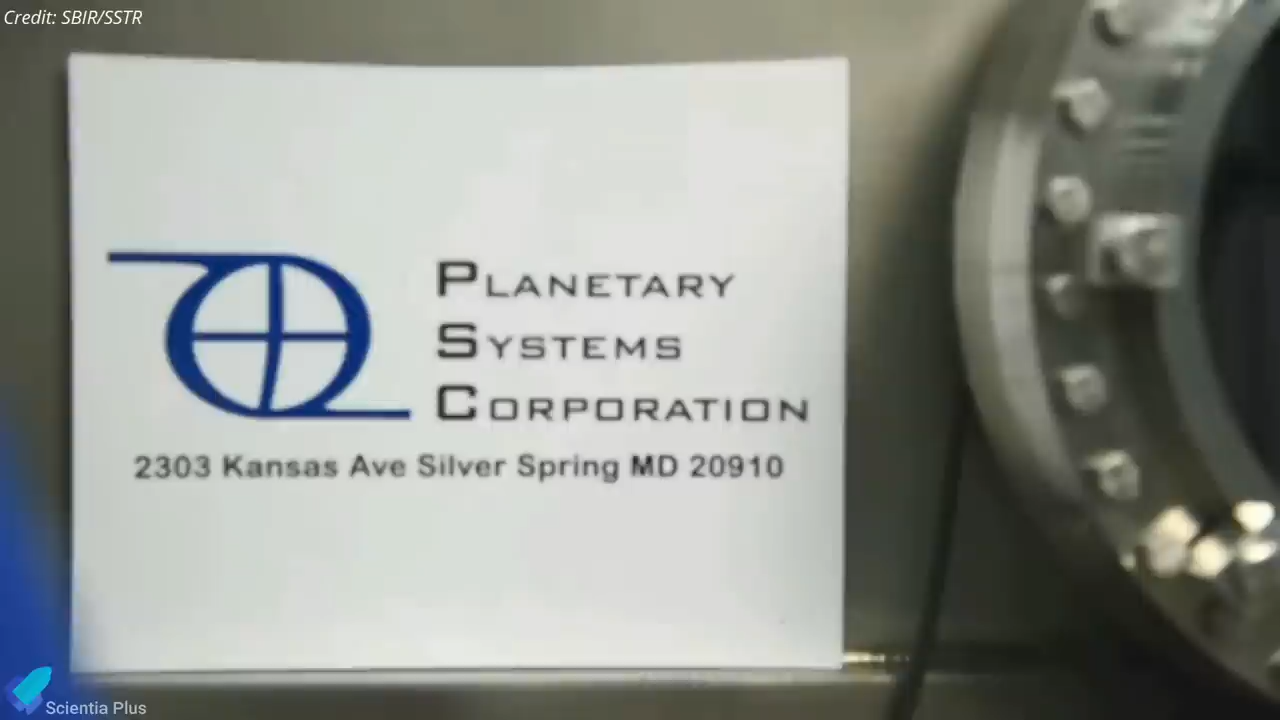 Credit: SBIR/SSTR
PLANETARY
SYSTEMS
CORPORATION
2303 Kansas Ave Silver Spring MD 20910
Scientia Plus